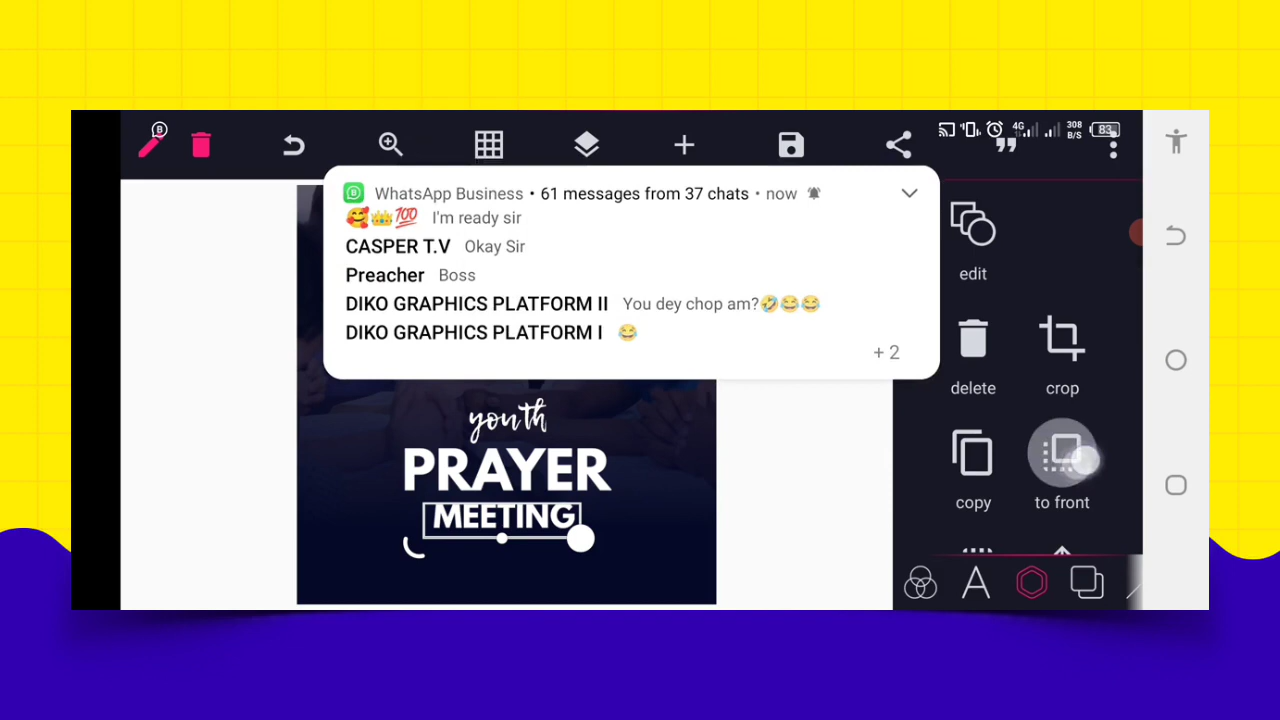 4G
308
B/S
83
WhatsApp Business • 61 messages from 37 chats • now
🥰👑💯 I'm ready sir
CASPER T.V Okay Sir
Preacher Boss
DIKO GRAPHICS PLATFORM II You dey chop am?🤣😂😂
DIKO GRAPHICS PLATFORM I 😂
+ 2
edit
delete
crop
copy
to front
youth
PRAYER
MEETING